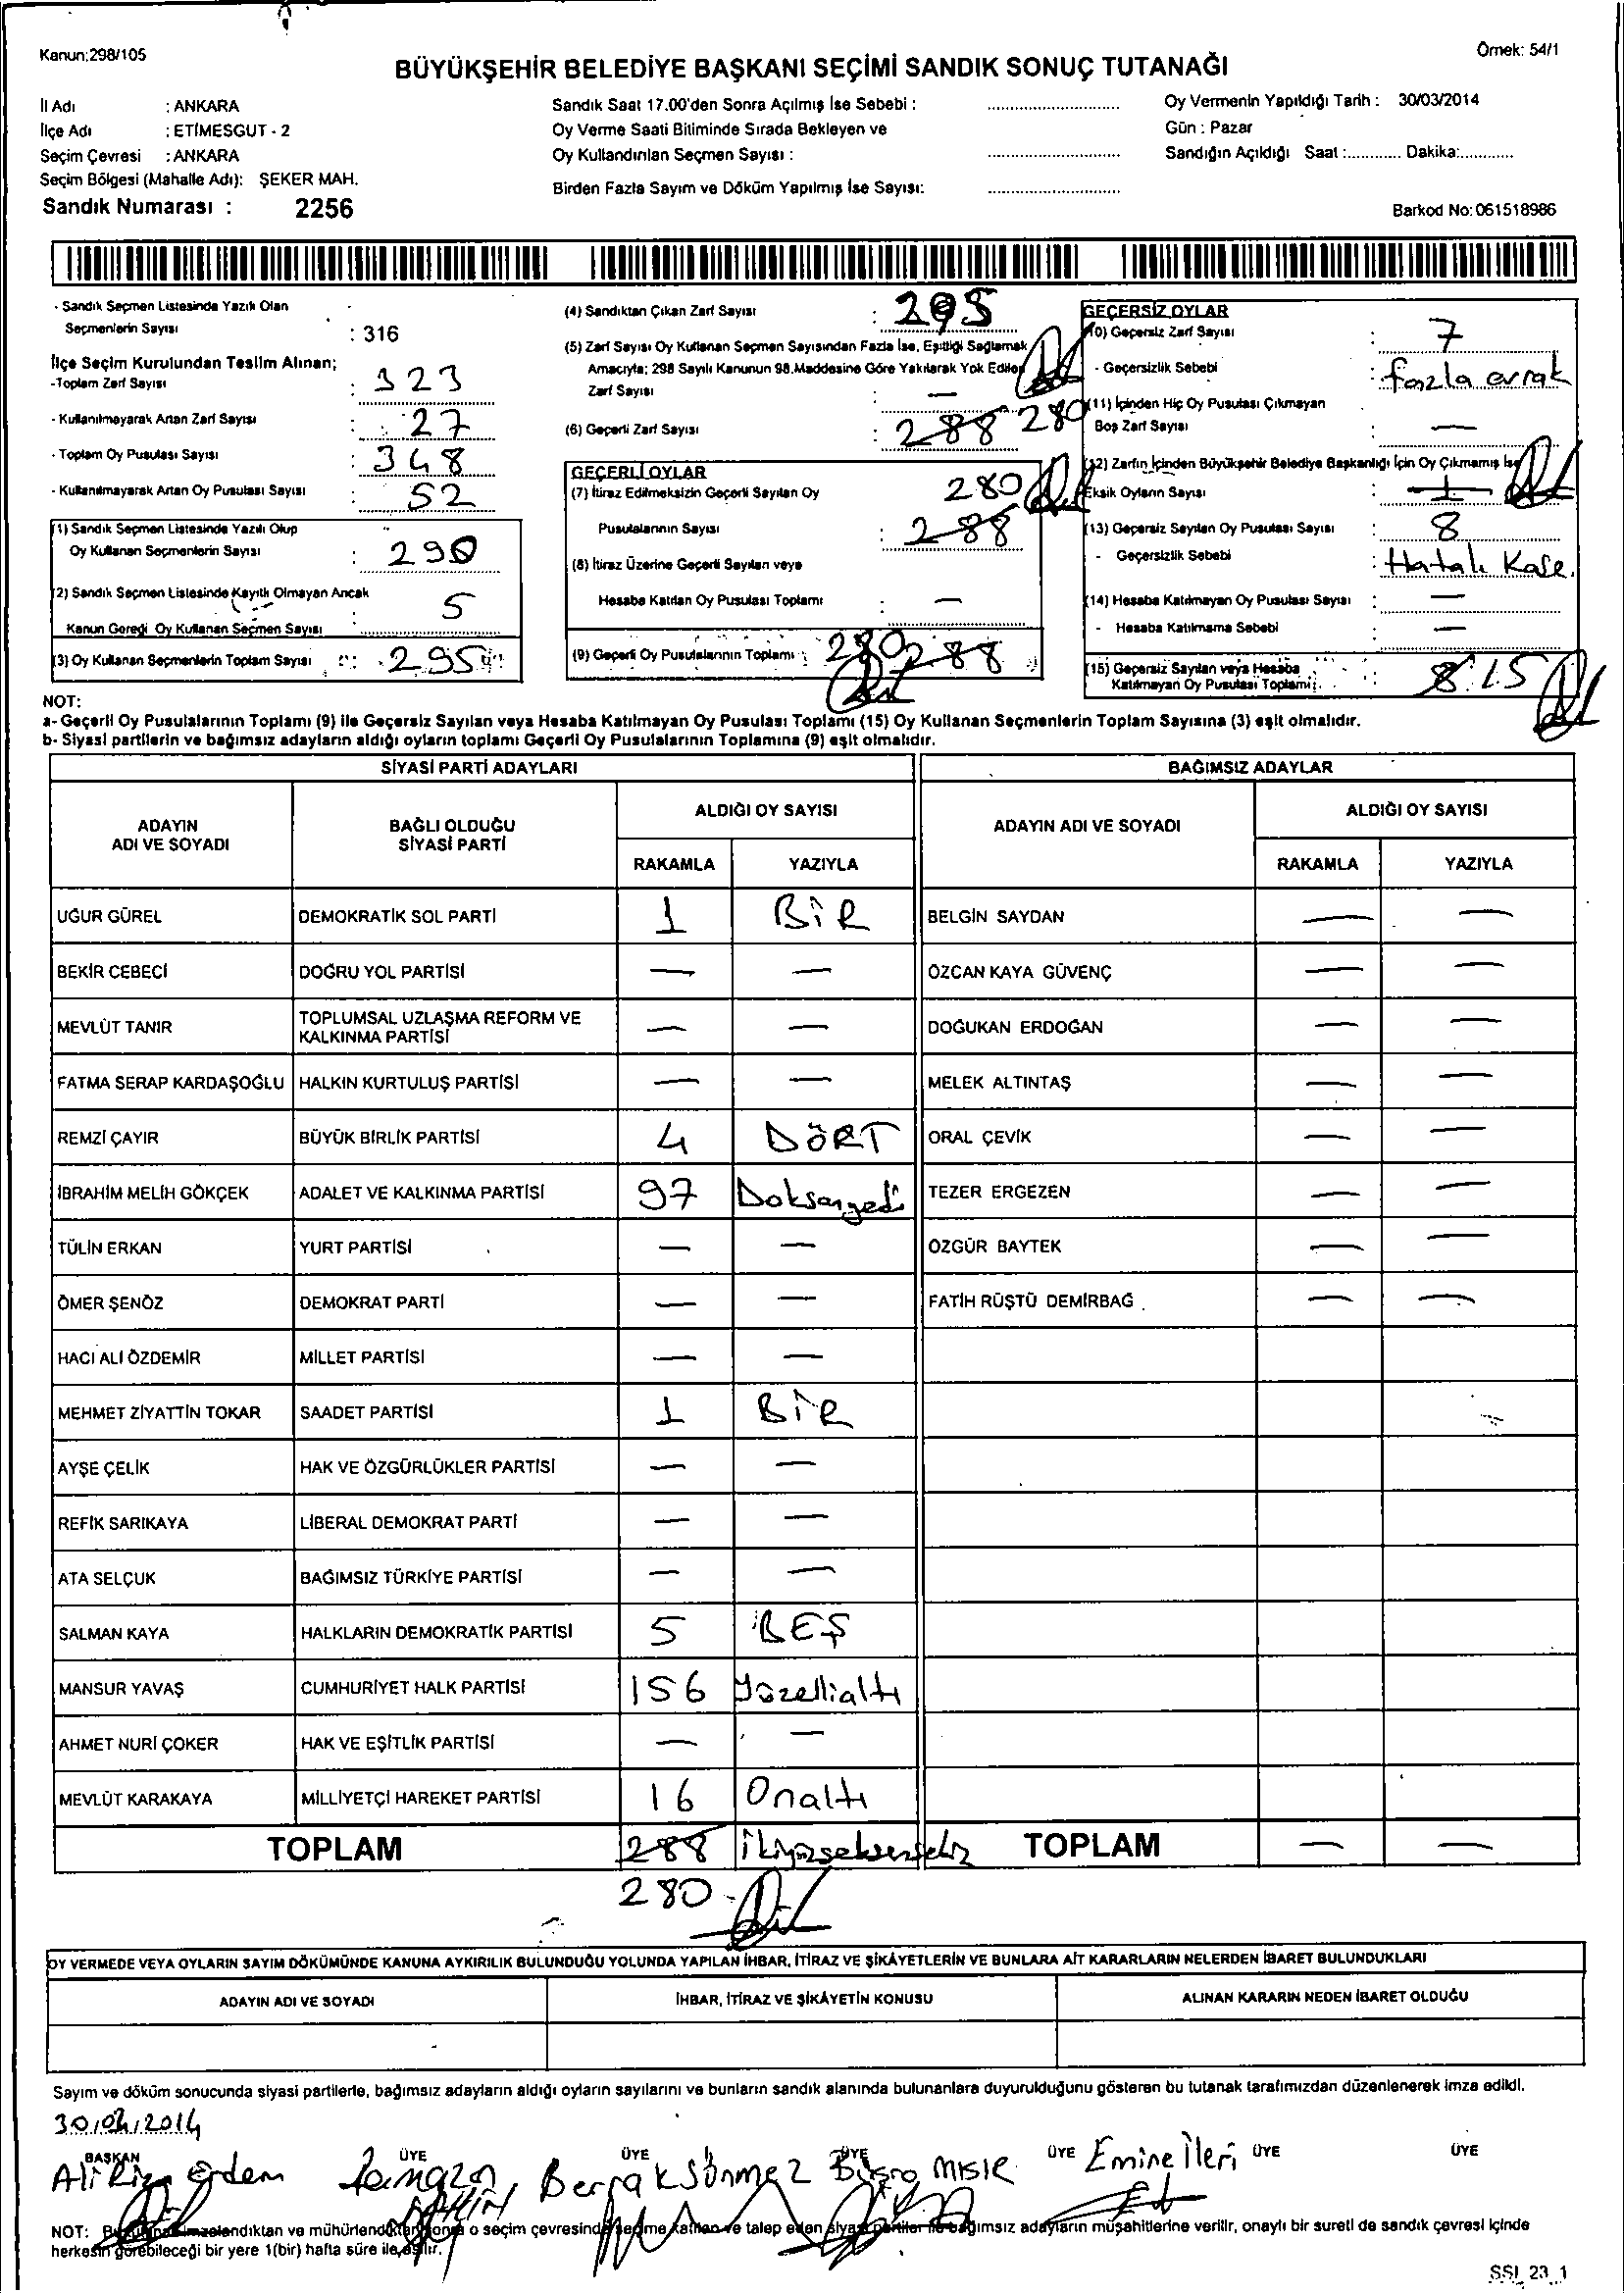 Kanun:298/105
Örnek: 54/1
BÜYÜKŞEHİR BELEDİYE BAŞKANI SEÇİMİ SANDIK SONUÇ TUTANAĞI
İl Adı : ANKARA
İlçe Adı : ETİMESGUT - 2
Seçim Çevresi : ANKARA
Seçim Bölgesi (Mahalle Adı): ŞEKER MAH.
Sandık Numarası : 2256
Sandık Saat 17.00'den Sonra Açılmış İse Sebebi :
Oy Verme Saati Bitiminde Sırada Bekleyen ve
Oy Kullandırılan Seçmen Sayısı :
Birden Fazla Sayım ve Döküm Yapılmış İse Sayısı:
Oy Vermenin Yapıldığı Tarih : 30/03/2014
Gün : Pazar
Sandığın Açıldığı Saat :............ Dakika:............
Barkod No: 061518986
- Sandık Seçmen Listesinde Yazılı Olan
Seçmenlerin Sayısı : 316
İlçe Seçim Kurulundan Teslim Alınan;
-Toplam Zarf Sayısı : 323
- Kullanılmayarak Artan Zarf Sayısı : 27
- Toplam Oy Pusulası Sayısı : 348
- Kullanılmayarak Artan Oy Pusulası Sayısı : 52
(1) Sandık Seçmen Listesinde Yazılı Olup
Oy Kullanan Seçmenlerin Sayısı : 290
(2) Sandık Seçmen Listesinde Kayıtlı Olmayan Ancak
Kanun Gereği Oy Kullanan Seçmen Sayısı : 5
(3) Oy Kullanan Seçmenlerin Toplam Sayısı : 295
(4) Sandıktan Çıkan Zarf Sayısı : 295
(5) Zarf Sayısı Oy Kullanan Seçmen Sayısından Fazla İse, Eşitliği Sağlamak
Amacıyla; 298 Sayılı Kanunun 98.Maddesine Göre Yakılarak Yok Edilen
Zarf Sayısı : —
(6) Geçerli Zarf Sayısı : 288 280
GEÇERLİ OYLAR
(7) İtiraz Edilmeksizin Geçerli Sayılan Oy 280
Pusulalarının Sayısı : 288
(8) İtiraz Üzerine Geçerli Sayılan veya
Hesaba Katılan Oy Pusulası Toplamı : —
(9) Geçerli Oy Pusulalarının Toplamı : 280 288
GEÇERSİZ OYLAR
(10) Geçersiz Zarf Sayısı : 7
- Geçersizlik Sebebi : fazla evrak
(11) İçinden Hiç Oy Pusulası Çıkmayan
Boş Zarf Sayısı : —
(12) Zarfın İçinden Büyükşehir Belediye Başkanlığı İçin Oy Çıkmamış İse
Eksik Oyların Sayısı : 1
(13) Geçersiz Sayılan Oy Pusulası Sayısı : 8
- Geçersizlik Sebebi : Hatalı Kaşe.
(14) Hesaba Katılmayan Oy Pusulası Sayısı : —
- Hesaba Katılmama Sebebi : —
(15) Geçersiz Sayılan veya Hesaba
Katılmayan Oy Pusulası Toplamı : 8 15
NOT:
a- Geçerli Oy Pusulalarının Toplamı (9) ile Geçersiz Sayılan veya Hesaba Katılmayan Oy Pusulası Toplamı (15) Oy Kullanan Seçmenlerin Toplam Sayısına (3) eşit olmalıdır.
b- Siyasi partilerin ve bağımsız adayların aldığı oyların toplamı Geçerli Oy Pusulalarının Toplamına (9) eşit olmalıdır.
SİYASİ PARTİ ADAYLARI BAĞIMSIZ ADAYLAR
ADAYIN ADI VE SOYADI BAĞLI OLDUĞU SİYASİ PARTİ ALDIĞI OY SAYISI ADAYIN ADI VE SOYADI ALDIĞI OY SAYISI
RAKAMLA YAZIYLA RAKAMLA YAZIYLA
UĞUR GÜREL DEMOKRATİK SOL PARTİ 1 BİR BELGİN SAYDAN — —
BEKİR CEBECİ DOĞRU YOL PARTİSİ — — ÖZCAN KAYA GÜVENÇ — —
MEVLÜT TANIR TOPLUMSAL UZLAŞMA REFORM VE KALKINMA PARTİSİ — — DOĞUKAN ERDOĞAN — —
FATMA SERAP KARDAŞOĞLU HALKIN KURTULUŞ PARTİSİ — — MELEK ALTINTAŞ — —
REMZİ ÇAYIR BÜYÜK BİRLİK PARTİSİ 4 DÖRT ORAL ÇEVİK — —
İBRAHİM MELİH GÖKÇEK ADALET VE KALKINMA PARTİSİ 97 Doksanyedi TEZER ERGEZEN — —
TÜLİN ERKAN YURT PARTİSİ — — ÖZGÜR BAYTEK — —
ÖMER ŞENÖZ DEMOKRAT PARTİ — — FATİH RÜŞTÜ DEMİRBAĞ — —
HACI ALİ ÖZDEMİR MİLLET PARTİSİ — —
MEHMET ZİYATTİN TOKAR SAADET PARTİSİ 1 BİR
AYŞE ÇELİK HAK VE ÖZGÜRLÜKLER PARTİSİ — —
REFİK SARIKAYA LİBERAL DEMOKRAT PARTİ — —
ATA SELÇUK BAĞIMSIZ TÜRKİYE PARTİSİ — —
SALMAN KAYA HALKLARIN DEMOKRATİK PARTİSİ 5 BEŞ
MANSUR YAVAŞ CUMHURİYET HALK PARTİSİ 156 Yüzellialtı
AHMET NURİ ÇOKER HAK VE EŞİTLİK PARTİSİ — —
MEVLÜT KARAKAYA MİLLİYETÇİ HAREKET PARTİSİ 16 Onaltı
TOPLAM 288 ikiyüzseksensekiz TOPLAM — —
280
OY VERMEDE VEYA OYLARIN SAYIM DÖKÜMÜNDE KANUNA AYKIRILIK BULUNDUĞU YOLUNDA YAPILAN İHBAR, İTİRAZ VE ŞİKÂYETLERİN VE BUNLARA AİT KARARLARIN NELERDEN İBARET BULUNDUKLARI
ADAYIN ADI VE SOYADI İHBAR, İTİRAZ VE ŞİKÂYETİN KONUSU ALINAN KARARIN NEDEN İBARET OLDUĞU
Sayım ve döküm sonucunda siyasi partilerle, bağımsız adayların aldığı oyların sayılarını ve bunların sandık alanında bulunanlara duyurulduğunu gösteren bu tutanak tarafımızdan düzenlenerek imza edildi.
30/03/2014
BAŞKAN ÜYE ÜYE ÜYE ÜYE ÜYE ÜYE
Ali Rıza Erdem Ramazan ŞAHİN Berrak Sönmez Büşra MISIR Emine İleri
NOT: Bu tutanak imzalandıktan ve mühürlendikten sonra o seçim çevresinde seçime katılan ve talep eden siyasi partiler ile bağımsız adayların müşahitlerine verilir, onaylı bir sureti de sandık çevresi içinde
herkesin görebileceği bir yere 1(bir) hafta süre ile asılır.
SSI_23_1